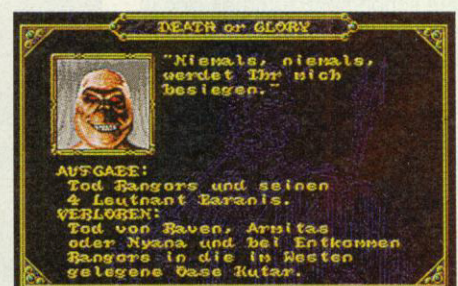 DEATH or GLORY
"Niemals, niemals,
werdet Ihr mich
besiegen."
AUFGABE:
Tod Rangors und seinen
4 Leutnant Baranis.
VERLOREN:
Tod von Raven, Armitas
oder Nyana und bei Entkommen
Rangors in die im Westen
gelegene Oase Kutar.